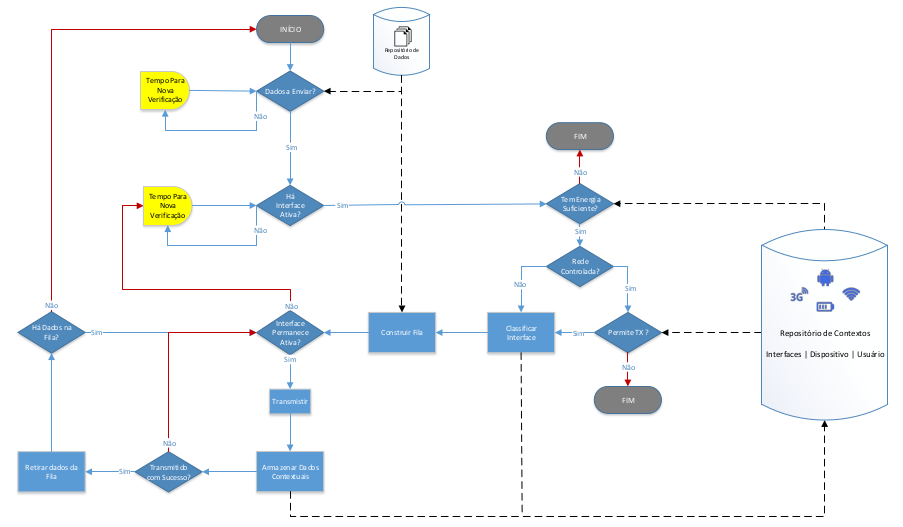 INÍCIO
Repositório de
Dados
Tempo Para
Nova
Verificação
Dados a Enviar?
Não
Sim
FIM
Não
Tempo Para
Nova
Verificação
Há
Interface
Ativa?
Sim
Tem Energia
Suficiente?
Não
Sim
Rede
Controlada?
Não
Sim
3G
Repositório de Contextos
Interfaces | Dispositivo | Usuário
Não
Há Dados na
Fila?
Sim
Não
Interface
Permanece
Ativa?
Sim
Construir Fila
Classificar
Interface
Sim
Permite TX ?
Não
FIM
Transmitir
Retirar dados da
Fila
Sim
Não
Transmitido
com Sucesso?
Armazenar Dados
Contextuais